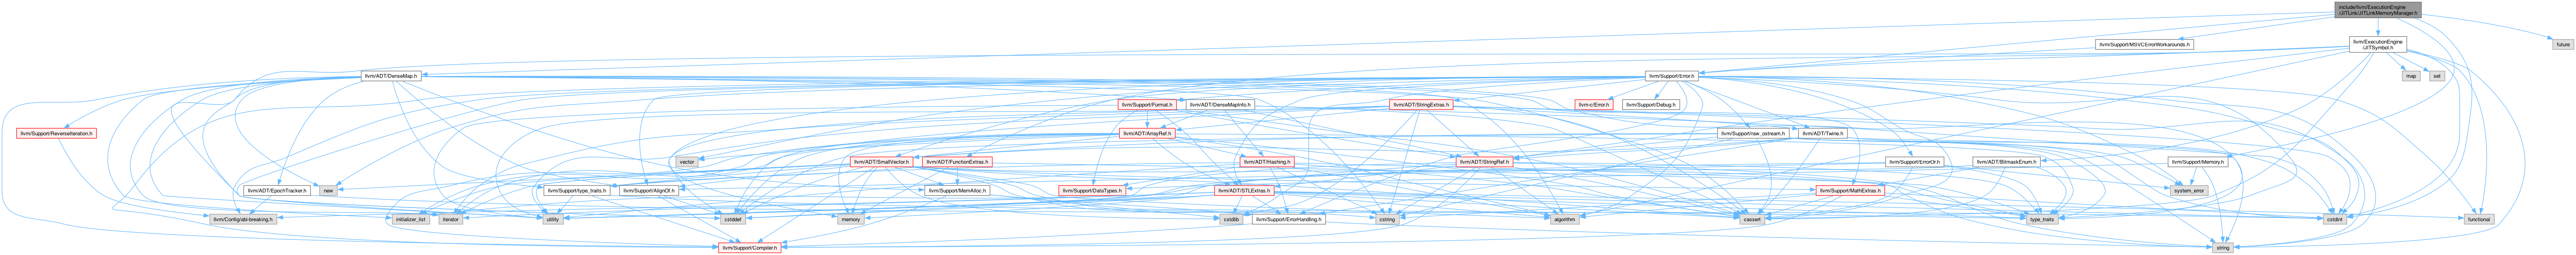 include/llvm/ExecutionEngine
/JITLink/JITLinkMemoryManager.h
llvm/Support/MSVCErrorWorkarounds.h
llvm/ExecutionEngine
/JITSymbol.h
future
llvm/ADT/DenseMap.h
llvm/Support/Error.h
map
set
llvm/Support/Format.h
llvm/ADT/DenseMapInfo.h
llvm/ADT/StringExtras.h
llvm-c/Error.h
llvm/Support/Debug.h
llvm/Support/ReverseIteration.h
llvm/ADT/ArrayRef.h
llvm/Support/raw_ostream.h
llvm/ADT/Twine.h
vector
llvm/ADT/SmallVector.h
llvm/ADT/FunctionExtras.h
llvm/ADT/Hashing.h
llvm/ADT/StringRef.h
llvm/Support/ErrorOr.h
llvm/ADT/BitmaskEnum.h
llvm/Support/Memory.h
llvm/ADT/EpochTracker.h
new
llvm/Support/type_traits.h
llvm/Support/AlignOf.h
llvm/Support/MemAlloc.h
llvm/Support/DataTypes.h
llvm/ADT/STLExtras.h
llvm/Support/MathExtras.h
system_error
llvm/Config/abi-breaking.h
initializer_list
iterator
utility
cstddef
memory
cstdlib
llvm/Support/ErrorHandling.h
cstring
algorithm
cassert
type_traits
cstdint
functional
llvm/Support/Compiler.h
string